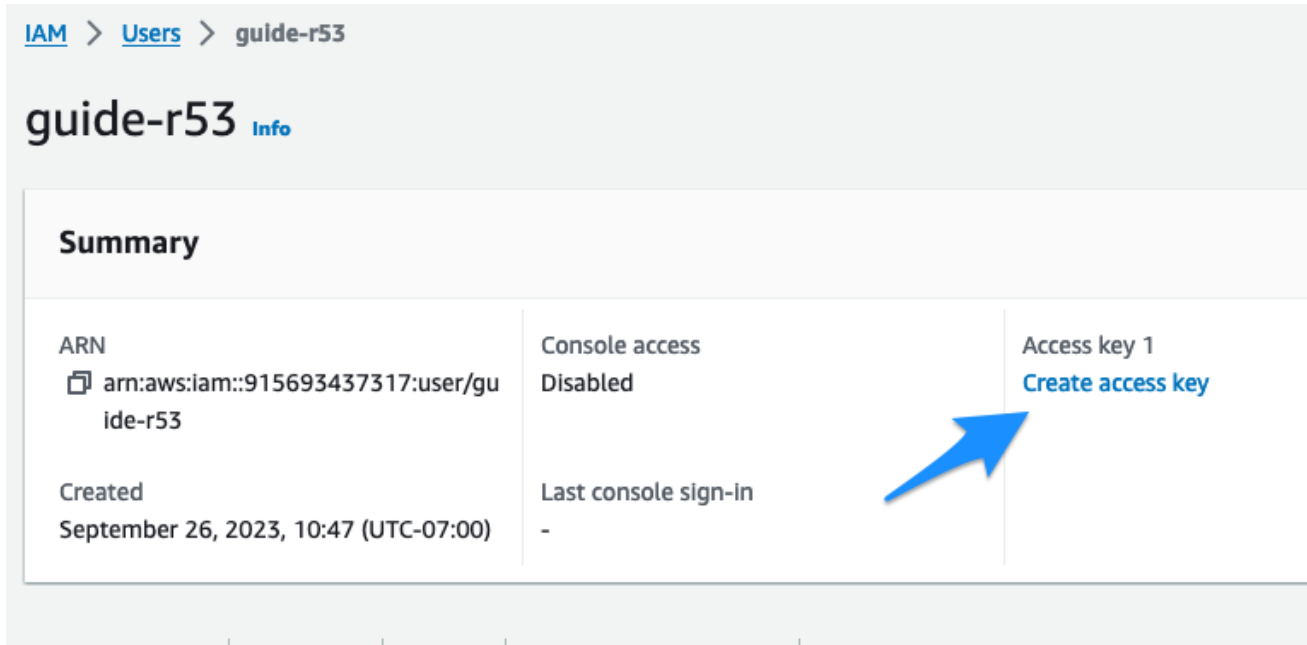 IAM > Users > guide-r53
guide-r53 Info
Summary
ARN
arn:aws:iam::915693437317:user/gu
ide-r53
Created
September 26, 2023, 10:47 (UTC-07:00)
Console access
Disabled
Last console sign-in
-
Access key 1
Create access key